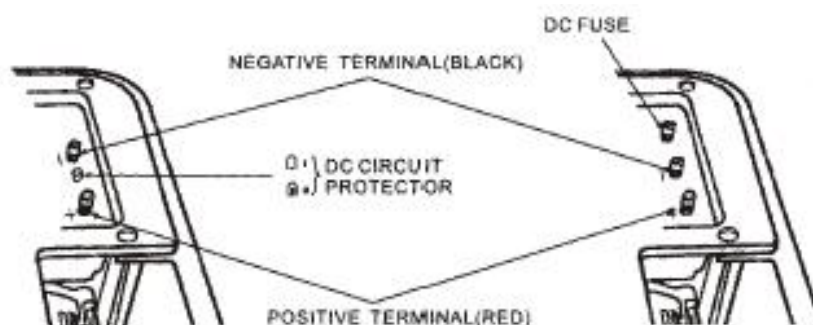 DC FUSE
NEGATIVE TERMINAL(BLACK)
DC CIRCUIT
PROTECTOR
POSITIVE TERMINAL(RED)